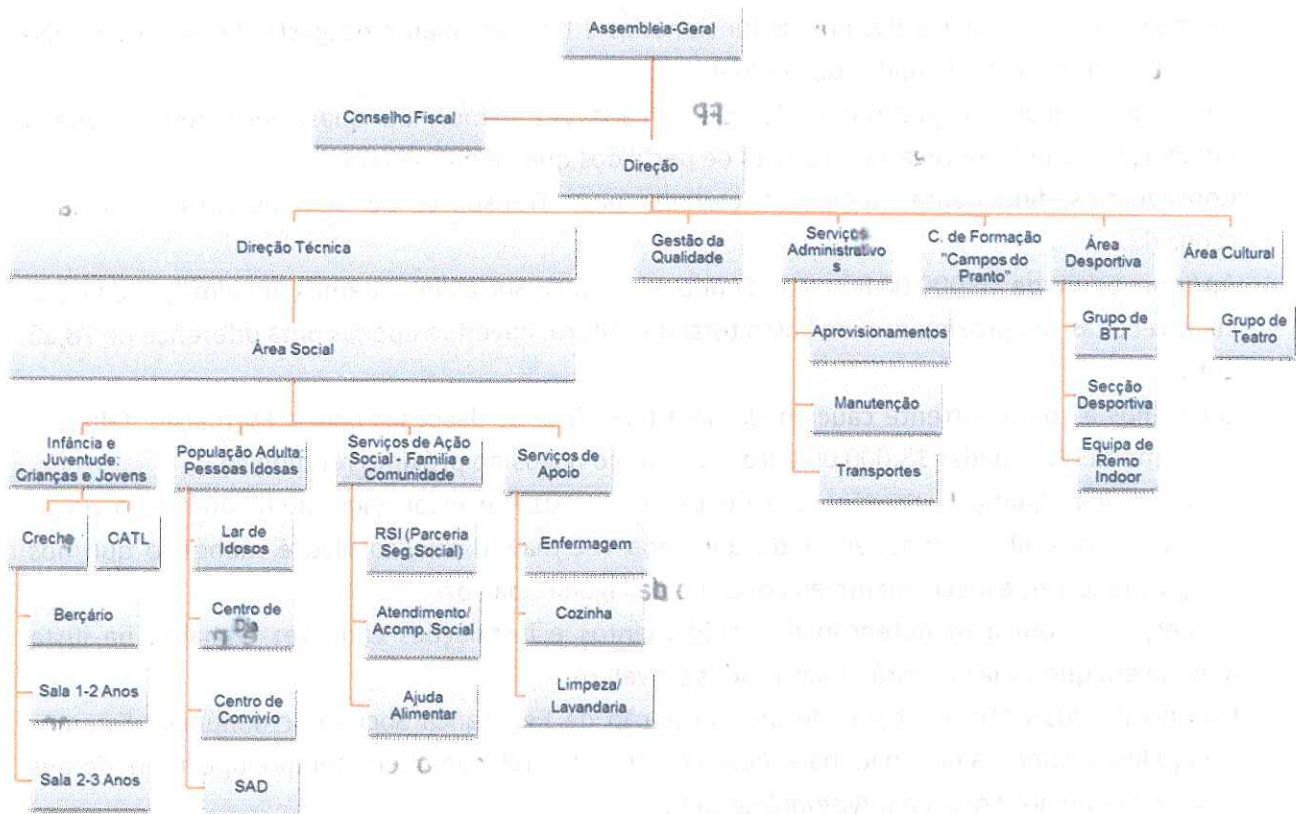 Assembleia-Geral
Conselho Fiscal
Direção
Direção Técnica
Gestão da
Qualidade
Serviços
Administrativo
s
C. de Formação
"Campos do
Pranto"
Área
Desportiva
Área Cultural
Aprovisionamentos
Grupo de
BTT
Grupo de
Teatro
Área Social
Manutenção
Secção
Desportiva
Transportes
Equipa de
Remo
Indoor
Infância e
Juventude:
Crianças e Jovens
População Adulta:
Pessoas Idosas
Serviços de Ação
Social - Familia e
Comunidade
Serviços de
Apoio
Creche
CATL
Lar de
Idosos
RSI (Parceria
Seg.Social)
Enfermagem
Berçário
Centro de
Dia
Atendimento/
Acomp. Social
Cozinha
Sala 1-2 Anos
Centro de
Convívio
Ajuda
Alimentar
Limpeza/
Lavandaria
Sala 2-3 Anos
SAD